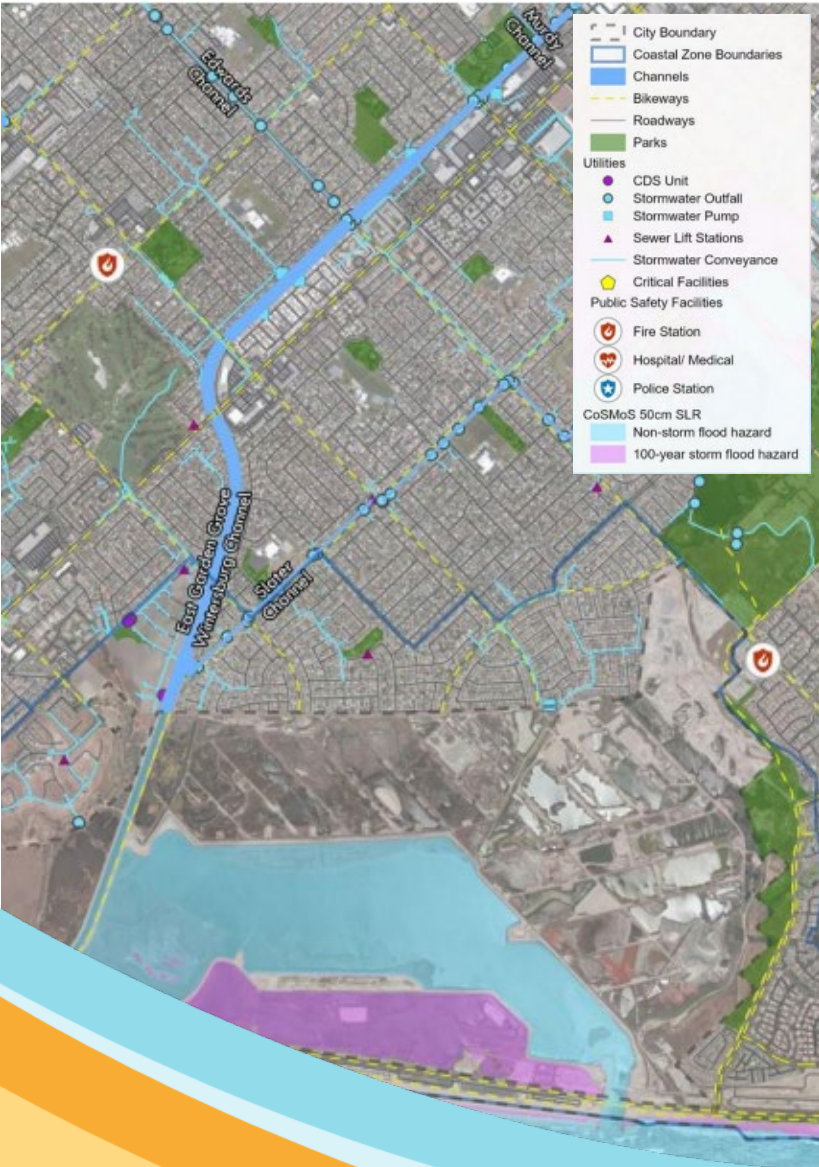 Edwards
Channel
Murdy
Channel
City Boundary
Coastal Zone Boundaries
Channels
Bikeways
Roadways
Parks
Utilities
CDS Unit
Stormwater Outfall
Stormwater Pump
Sewer Lift Stations
Stormwater Conveyance
Critical Facilities
Public Safety Facilities
Fire Station
Hospital/ Medical
Police Station
CoSMoS 50cm SLR
Non-storm flood hazard
100-year storm flood hazard
East Garden Grove
Wintersburg Channel
Slater
Channel